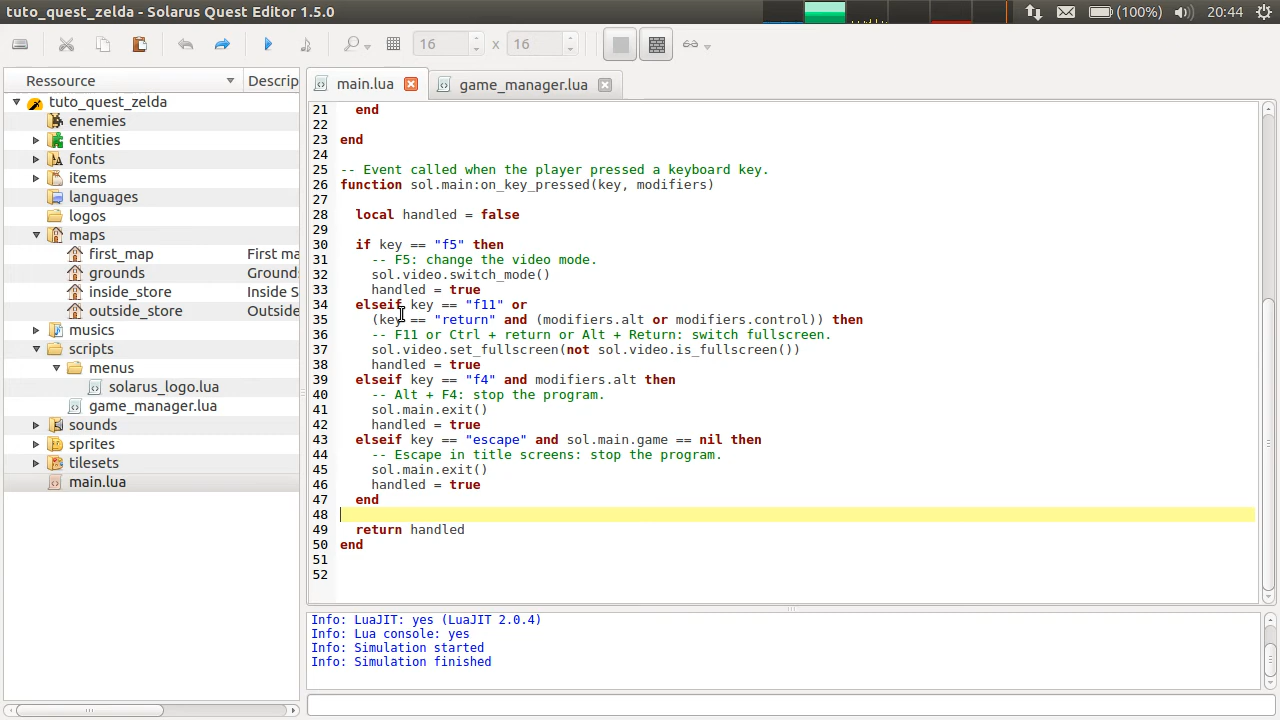 tuto_quest_zelda - Solarus Quest Editor 1.5.0
(100%)
20:44
16 x 16
Ressource
Descrip
tuto_quest_zelda
enemies
entities
fonts
items
languages
logos
maps
first_map First ma
grounds Ground
inside_store Inside S
outside_store Outside
musics
scripts
menus
solarus_logo.lua
game_manager.lua
sounds
sprites
tilesets
main.lua
main.lua
game_manager.lua
21 end
22
23 end
24
25 -- Event called when the player pressed a keyboard key.
26 function sol.main:on_key_pressed(key, modifiers)
27
28 local handled = false
29
30 if key == "f5" then
31 -- F5: change the video mode.
32 sol.video.switch_mode()
33 handled = true
34 elseif key == "f11" or
35 (key == "return" and (modifiers.alt or modifiers.control)) then
36 -- F11 or Ctrl + return or Alt + Return: switch fullscreen.
37 sol.video.set_fullscreen(not sol.video.is_fullscreen())
38 handled = true
39 elseif key == "f4" and modifiers.alt then
40 -- Alt + F4: stop the program.
41 sol.main.exit()
42 handled = true
43 elseif key == "escape" and sol.main.game == nil then
44 -- Escape in title screens: stop the program.
45 sol.main.exit()
46 handled = true
47 end
48
49 return handled
50 end
51
52
Info: LuaJIT: yes (LuaJIT 2.0.4)
Info: Lua console: yes
Info: Simulation started
Info: Simulation finished